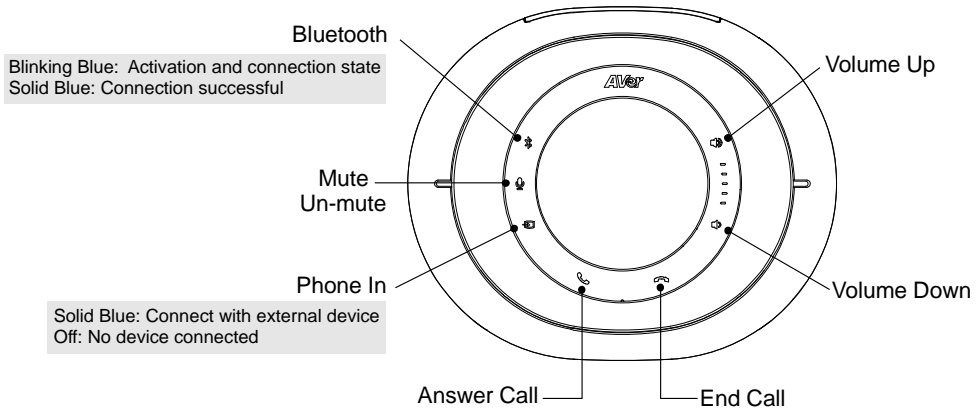 Bluetooth
Blinking Blue: Activation and connection state
Solid Blue: Connection successful
Mute
Un-mute
Phone In
Solid Blue: Connect with external device
Off: No device connected
AVer
Volume Up
Volume Down
Answer Call
End Call